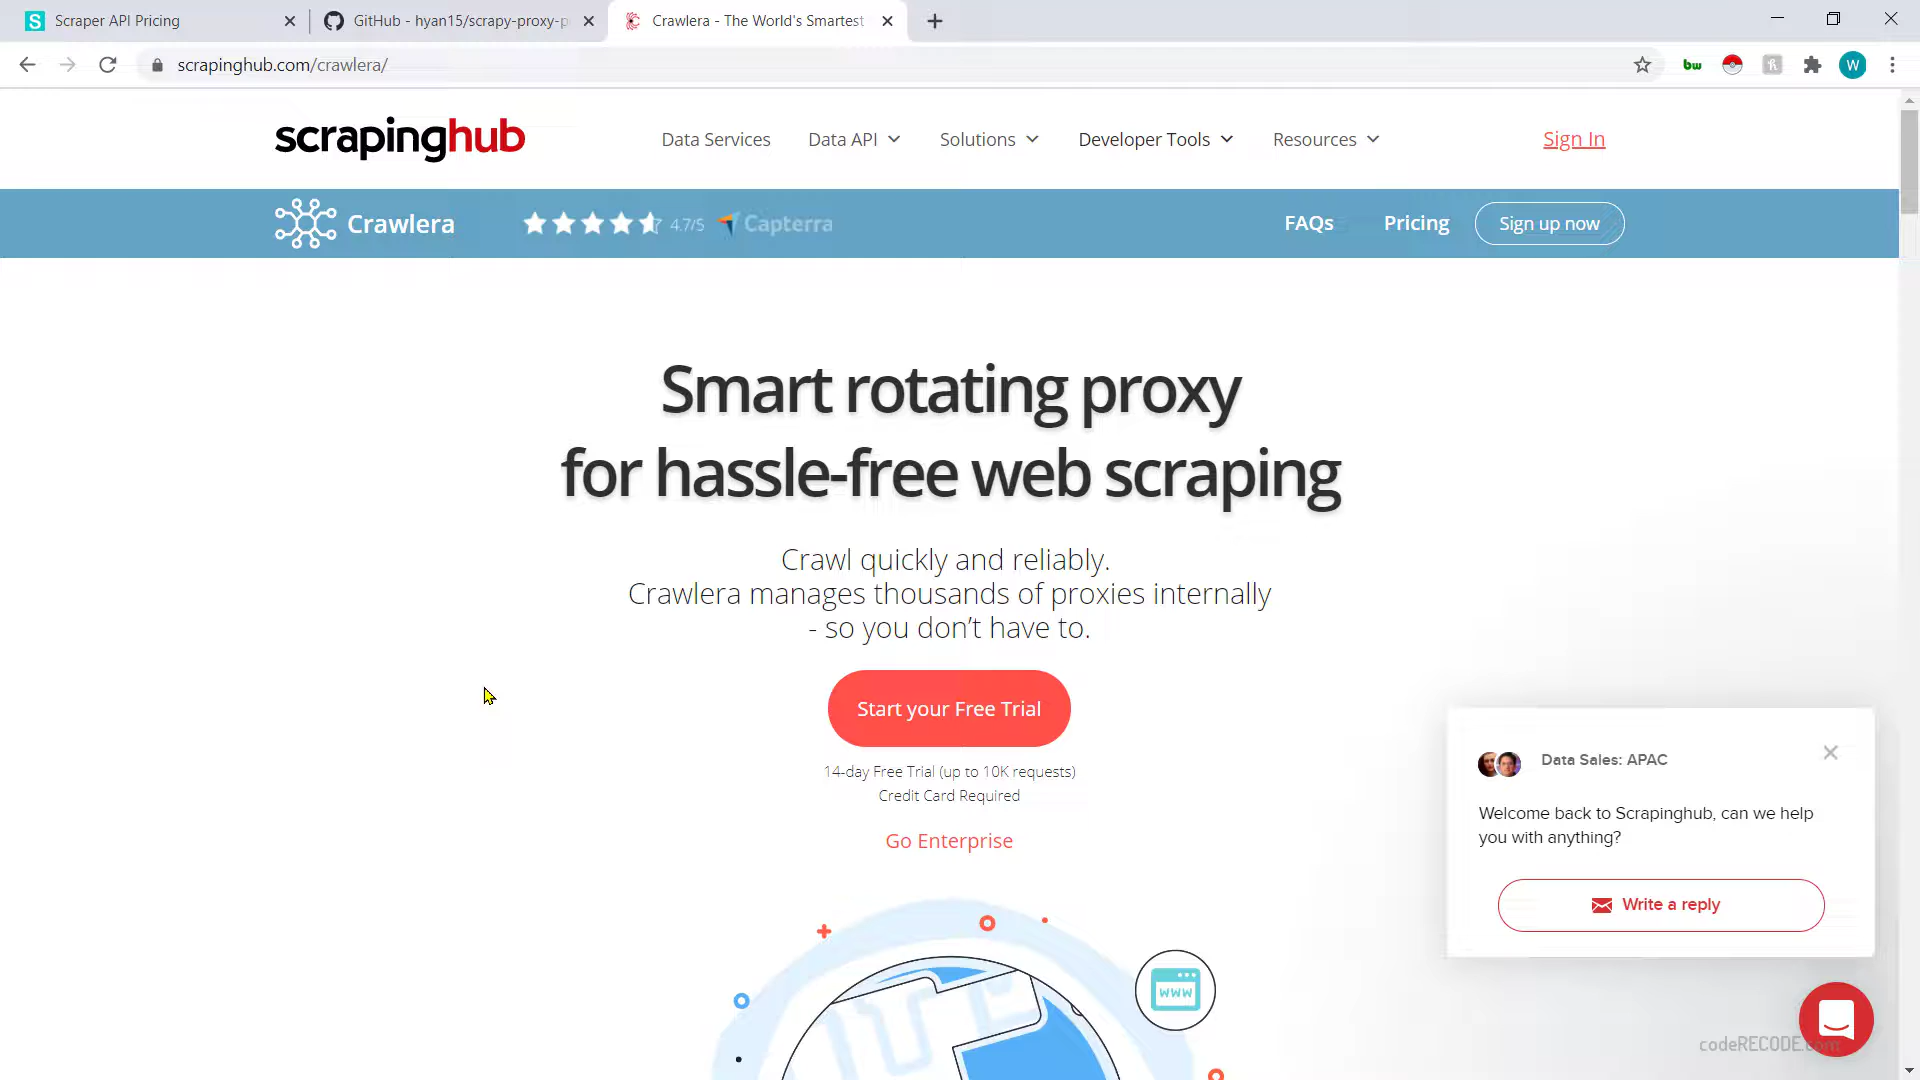 Scraper API Pricing
GitHub - hyan15/scrapy-proxy-p
Crawlera - The World's Smartest
scrapinghub.com/crawlera/
bw
W
scrapinghub
Data Services
Data API
Solutions
Developer Tools
Resources
Sign In
Crawlera
4.7/5
Capterra
FAQs
Pricing
Sign up now
Smart rotating proxy
for hassle-free web scraping
Crawl quickly and reliably.
Crawlera manages thousands of proxies internally
- so you don't have to.
Start your Free Trial
14-day Free Trial (up to 10K requests)
Credit Card Required
Go Enterprise
Data Sales: APAC
Welcome back to Scrapinghub, can we help
you with anything?
Write a reply
www
codeRECODE.com